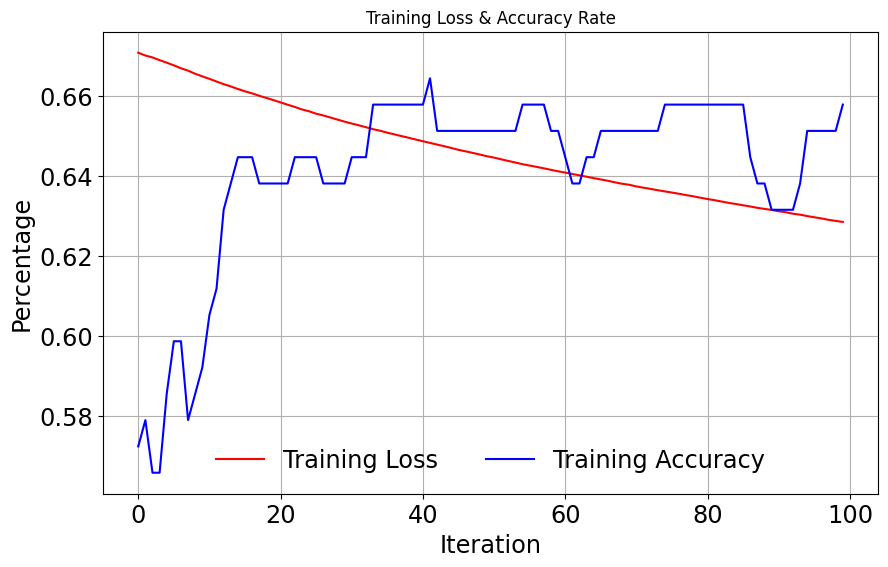 Training Loss & Accuracy Rate
0.66
0.64
0.62
0.60
0.58
Percentage
Training Loss
Training Accuracy
0 20 40 60 80 100
Iteration